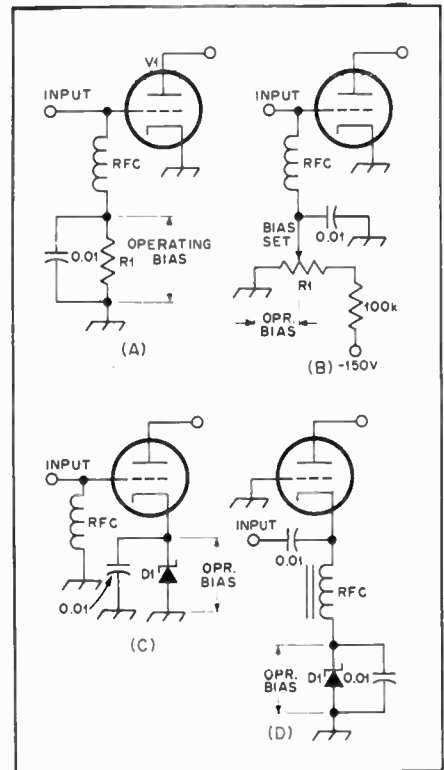 V1
INPUT
RFC
0.01
R1
OPERATING
BIAS
(A)
INPUT
RFC
BIAS
SET
0.01
R1
OPR.
BIAS
100k
(B)
-150V
INPUT
RFC
0.01
D1
OPR.
BIAS
(C)
INPUT
0.01
RFC
OPR.
BIAS
D1
0.01
(D)